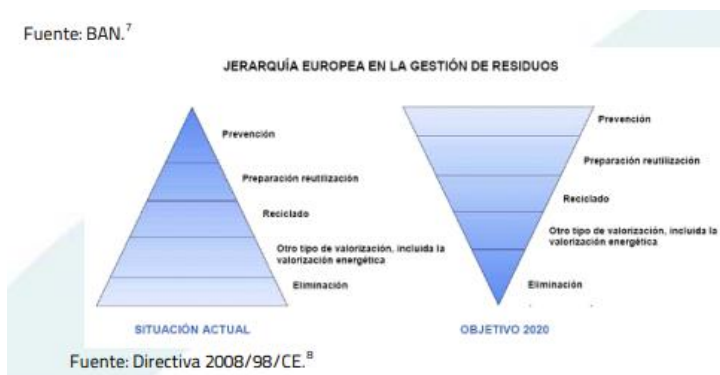 Fuente: BAN.⁷
JERARQUÍA EUROPEA EN LA GESTIÓN DE RESIDUOS
Prevención
Preparación reutilización
Reciclado
Otro tipo de valorización, incluida la
valorización energética
Eliminación
SITUACIÓN ACTUAL
Prevención
Preparación reutilización
Reciclado
Otro tipo de valorización, incluida la
valorización energética
Eliminación
OBJETIVO 2020
Fuente: Directiva 2008/98/CE.⁸